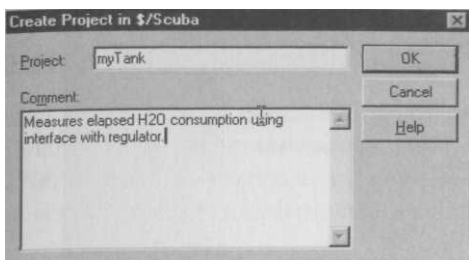 Create Project in $/Scuba
Project: myTank
OK
Comment:
Cancel
Measures elapsed H2O consumption using
interface with regulator.
Help